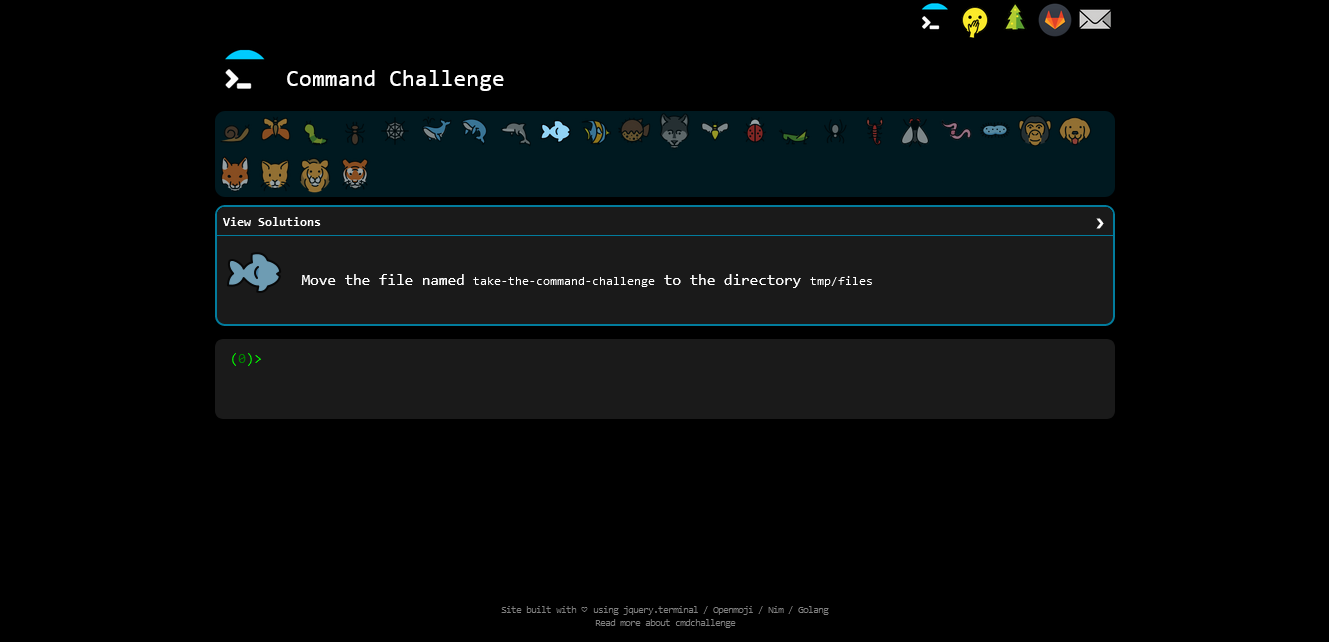 Command Challenge
View Solutions
Move the file named take-the-command-challenge to the directory tmp/files
(0)>
Site built with ♡ using jquery.terminal / Openmoji / Nim / Golang
Read more about cmdchallenge